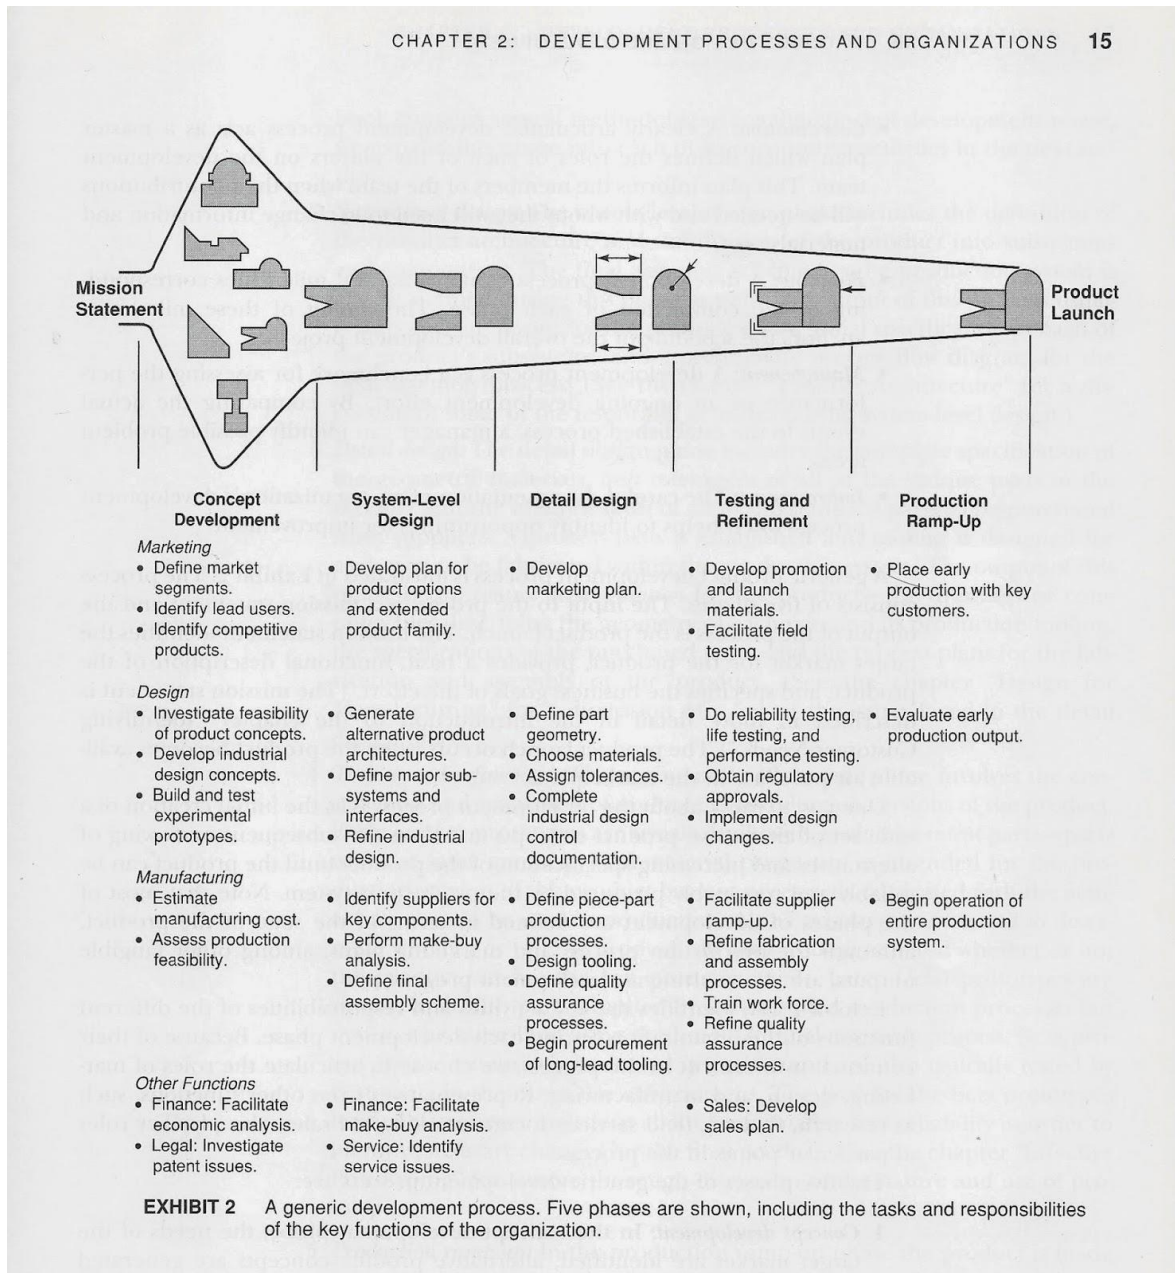 CHAPTER 2: DEVELOPMENT PROCESSES AND ORGANIZATIONS 15
Mission
Statement
Product
Launch
Concept
Development
System-Level
Design
Detail Design
Testing and
Refinement
Production
Ramp-Up
Marketing
• Define market
segments.
• Identify lead users.
• Identify competitive
products.
• Develop plan for
product options
and extended
product family.
• Develop
marketing plan.
• Develop promotion
and launch
materials.
• Facilitate field
testing.
• Place early
production with key
customers.
Design
• Investigate feasibility
of product concepts.
• Develop industrial
design concepts.
• Build and test
experimental
prototypes.
• Generate
alternative product
architectures.
• Define major sub-
systems and
interfaces.
• Refine industrial
design.
• Define part
geometry.
• Choose materials.
• Assign tolerances.
• Complete
industrial design
control
documentation.
• Do reliability testing,
life testing, and
performance testing.
• Obtain regulatory
approvals.
• Implement design
changes.
• Evaluate early
production output.
Manufacturing
• Estimate
manufacturing cost.
• Assess production
feasibility.
• Identify suppliers for
key components.
• Perform make-buy
analysis.
• Define final
assembly scheme.
• Define piece-part
production
processes.
• Design tooling.
• Define quality
assurance
processes.
• Begin procurement
of long-lead tooling.
• Facilitate supplier
ramp-up.
• Refine fabrication
and assembly
processes.
• Train work force.
• Refine quality
assurance
processes.
• Begin operation of
entire production
system.
Other Functions
• Finance: Facilitate
economic analysis.
• Legal: Investigate
patent issues.
• Finance: Facilitate
make-buy analysis.
• Service: Identify
service issues.
• Sales: Develop
sales plan.
EXHIBIT 2 A generic development process. Five phases are shown, including the tasks and responsibilities
of the key functions of the organization.